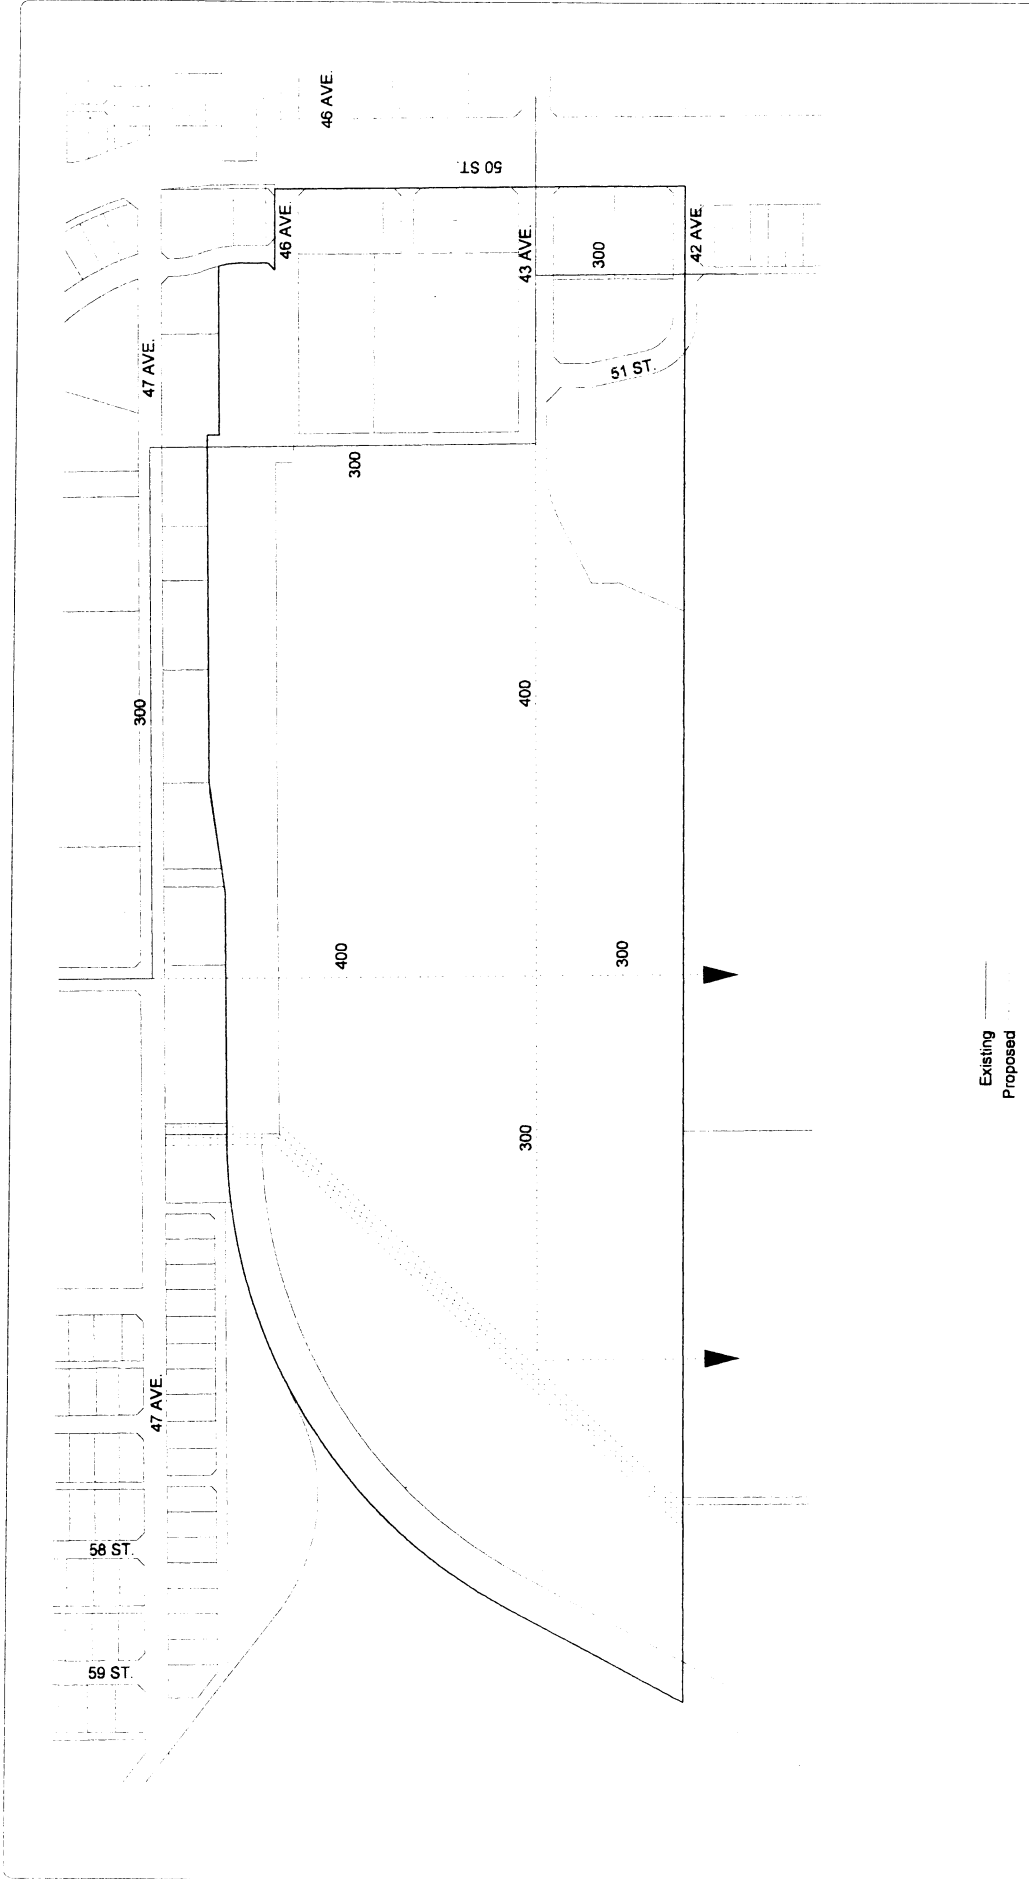 46 AVE.
50 ST.
46 AVE.
43 AVE.
42 AVE.
300
47 AVE.
51 ST.
300
300
400
400
300
300
47 AVE.
58 ST.
59 ST.
Existing
Proposed